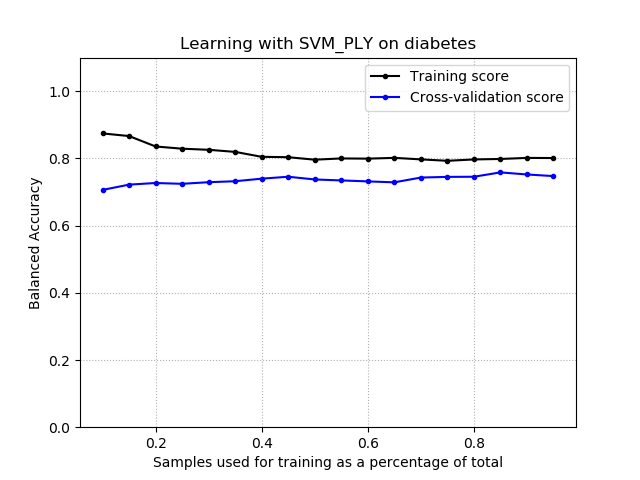 Learning with SVM_PLY on diabetes
Training score
Cross-validation score
1.0
0.8
0.6
0.4
0.2
0.0
Balanced Accuracy
0.2 0.4 0.6 0.8
Samples used for training as a percentage of total